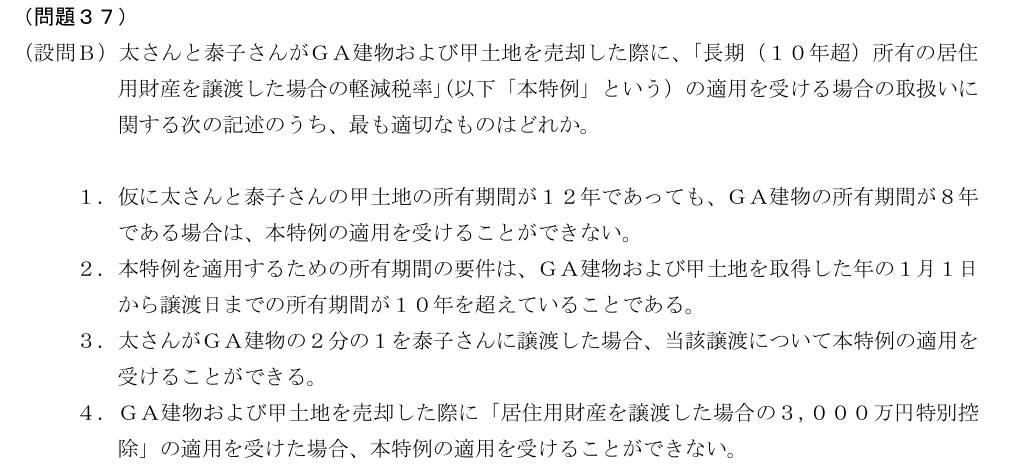 (問題３７)
(設問Ｂ) 太さんと泰子さんがＧＡ建物および甲土地を売却した際に、「長期（１０年超）所有の居住
用財産を譲渡した場合の軽減税率」(以下「本特例」という）の適用を受ける場合の取扱いに
関する次の記述のうち、最も適切なものはどれか。
１．仮に太さんと泰子さんの甲土地の所有期間が１２年であっても、ＧＡ建物の所有期間が８年
である場合は、本特例の適用を受けることができない。
２．本特例を適用するための所有期間の要件は、ＧＡ建物および甲土地を取得した年の１月１日
から譲渡日までの所有期間が１０年を超えていることである。
３．太さんがＧＡ建物の２分の１を泰子さんに譲渡した場合、当該譲渡について本特例の適用を
受けることができる。
４．ＧＡ建物および甲土地を売却した際に「居住用財産を譲渡した場合の３,０００万円特別控
除」の適用を受けた場合、本特例の適用を受けることができない。